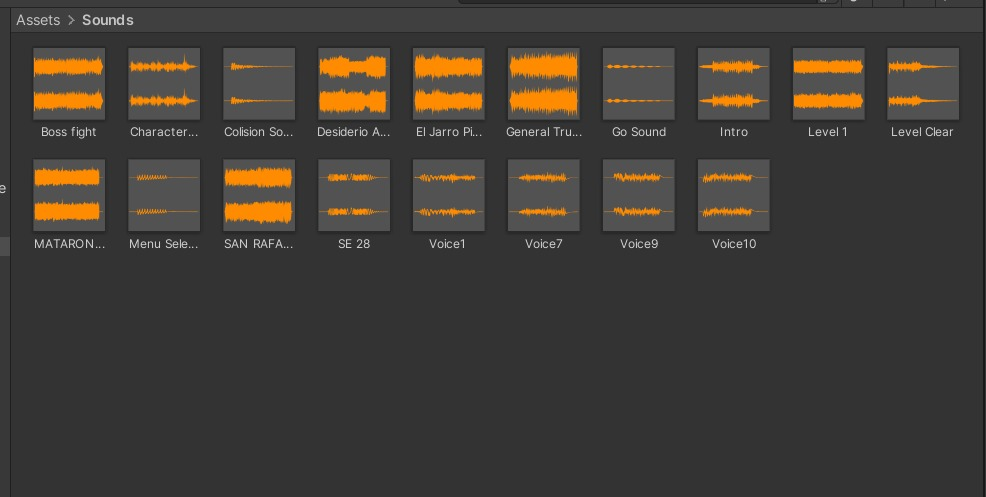 Assets > Sounds
Boss fight Character... Colision So... Desiderio A... El Jarro Pi... General Tru... Go Sound Intro Level 1 Level Clear
MATARON... Menu Sele... SAN RAFA... SE 28 Voice1 Voice7 Voice9 Voice10